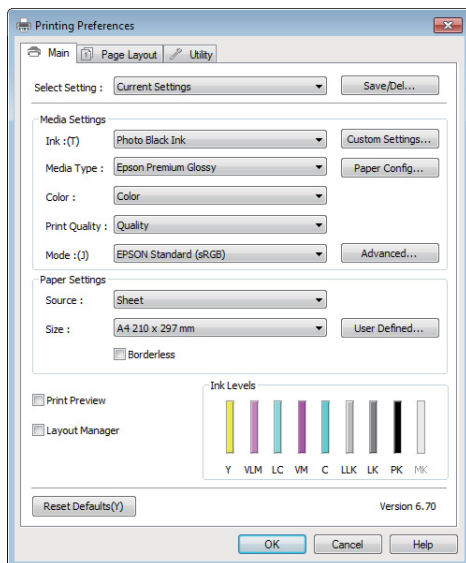 Printing Preferences
Main Page Layout Utility
Select Setting : Current Settings Save/Del...
Media Settings
Ink :(T) Photo Black Ink Custom Settings...
Media Type : Epson Premium Glossy Paper Config...
Color : Color
Print Quality : Quality
Mode :(J) EPSON Standard (sRGB) Advanced...
Paper Settings
Source : Sheet
Size : A4 210 x 297 mm User Defined...
Borderless
Print Preview
Layout Manager
Ink Levels
Y VLM LC VM C LLK LK PK MK
Reset Defaults(Y) Version 6.70
OK Cancel Help